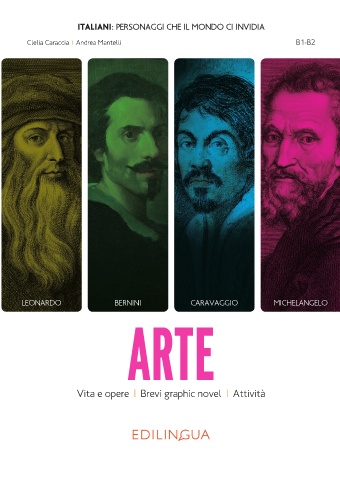 ITALIANI: PERSONAGGI CHE IL MONDO CI INVIDIA
Clelia Caraccia | Andrea Mantelli B1-B2
LEONARDO BERNINI CARAVAGGIO MICHELANGELO
ARTE
Vita e opere | Brevi graphic novel | Attività
EDILINGUA